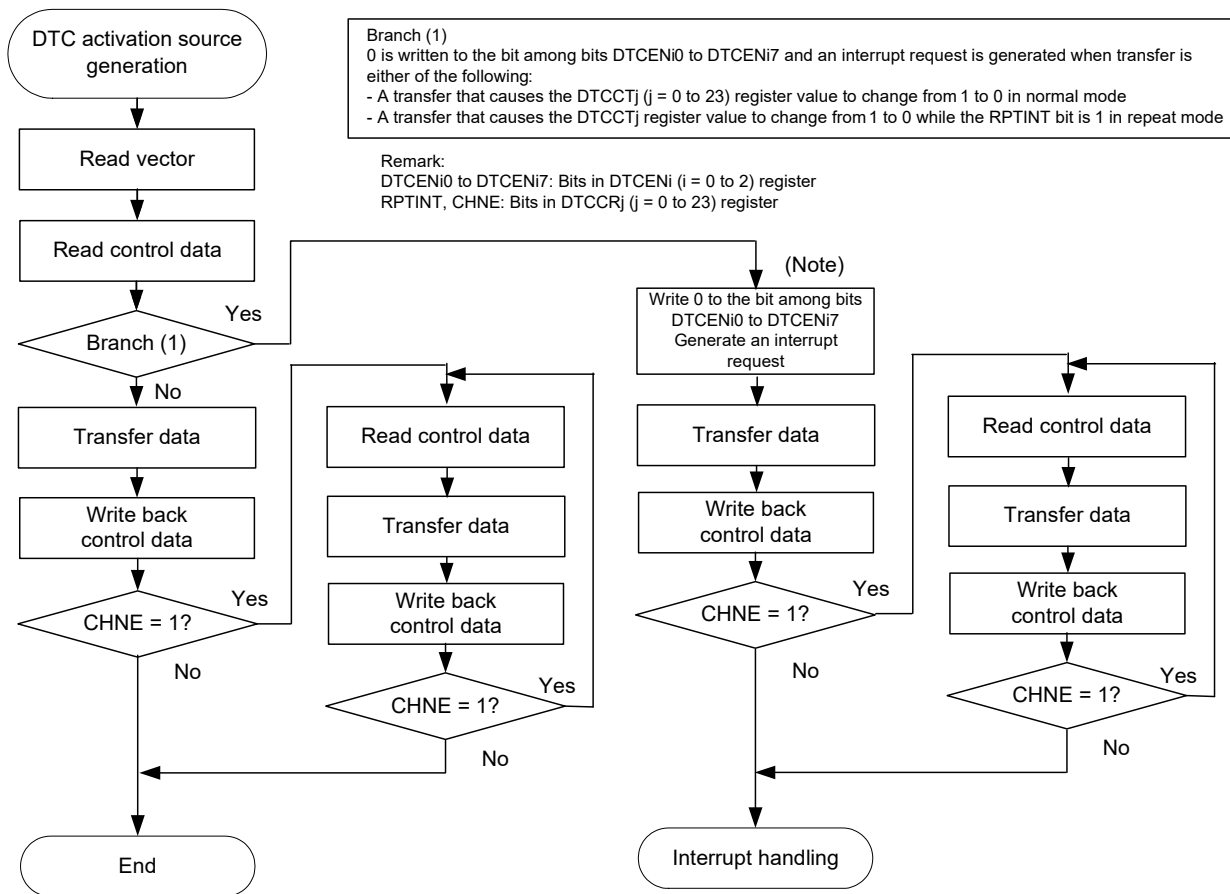 DTC activation source
generation
Branch (1)
0 is written to the bit among bits DTCENi0 to DTCENi7 and an interrupt request is generated when transfer is
either of the following:
- A transfer that causes the DTCCTj (j = 0 to 23) register value to change from 1 to 0 in normal mode
- A transfer that causes the DTCCTj register value to change from 1 to 0 while the RPTINT bit is 1 in repeat mode
Remark:
DTCENi0 to DTCENi7: Bits in DTCENi (i = 0 to 2) register
RPTINT, CHNE: Bits in DTCCRj (j = 0 to 23) register
Read vector
Read control data
Branch (1)
Yes
No
Transfer data
Write back
control data
CHNE = 1?
Yes
No
Read control data
Transfer data
Write back
control data
CHNE = 1?
Yes
No
End
(Note)
Write 0 to the bit among bits
DTCENi0 to DTCENi7
Generate an interrupt
request
Transfer data
Write back
control data
CHNE = 1?
Yes
No
Read control data
Transfer data
Write back
control data
CHNE = 1?
Yes
No
Interrupt handling